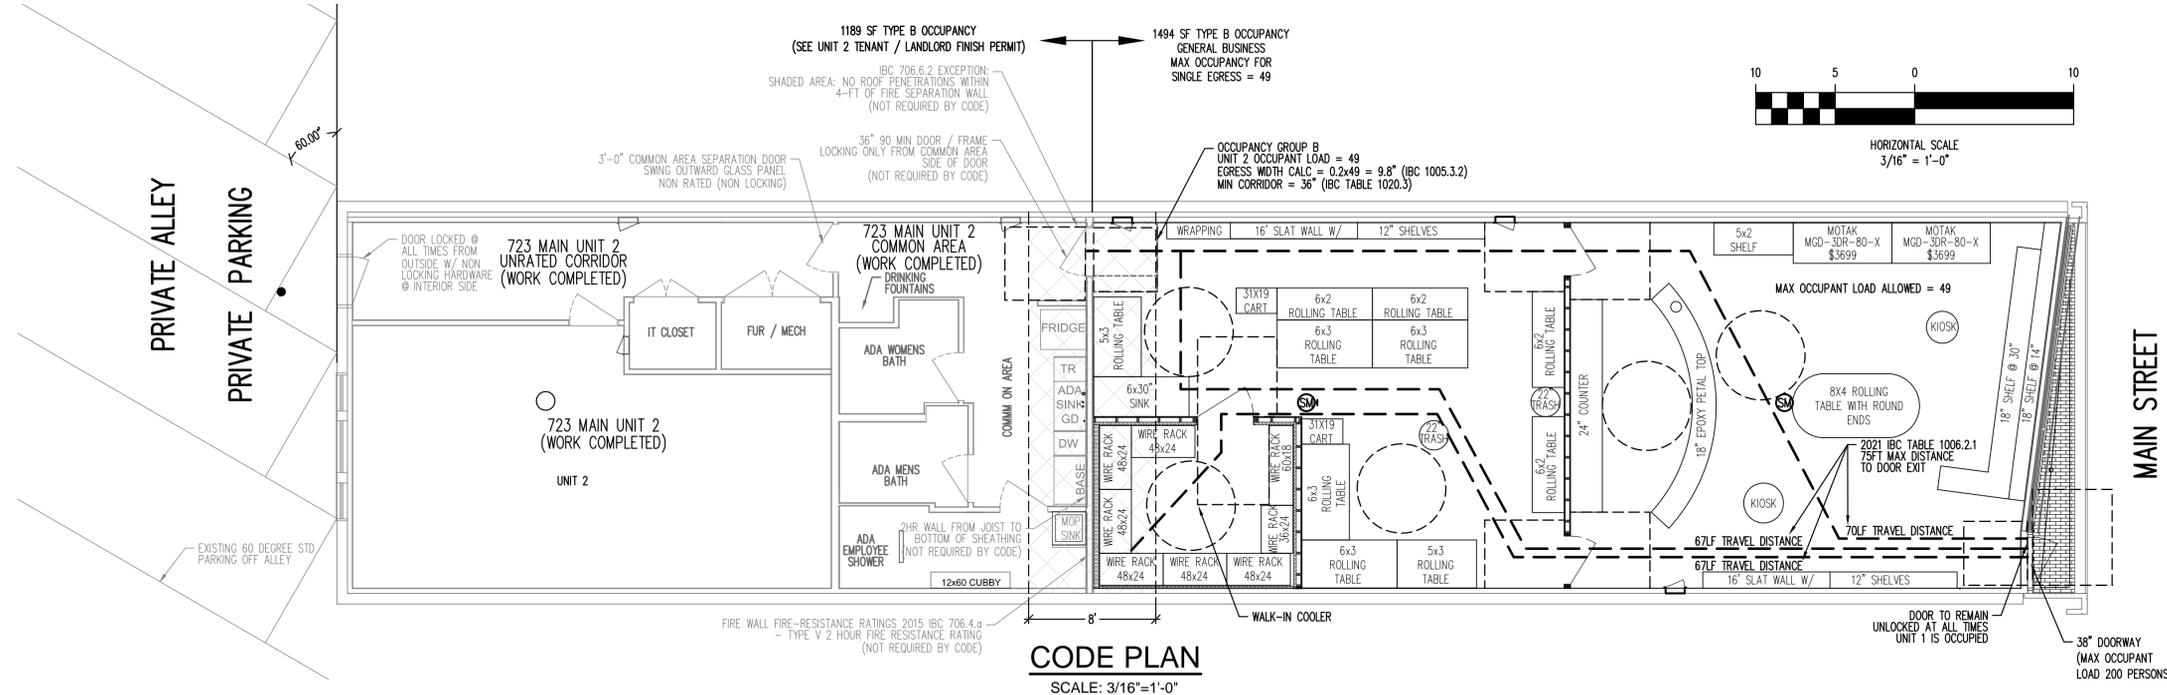 1189 SF TYPE B OCCUPANCY
(SEE UNIT 2 TENANT / LANDLORD FINISH PERMIT)
1494 SF TYPE B OCCUPANCY
GENERAL BUSINESS
MAX OCCUPANCY FOR
SINGLE EGRESS = 49
IBC 706.6.2 EXCEPTION:
SHADED AREA: NO ROOF PENETRATIONS WITHIN
4-FT OF FIRE SEPARATION WALL
(NOT REQUIRED BY CODE)
10 5 0 10
HORIZONTAL SCALE
3/16" = 1'-0"
60.00°
36" 90 MIN DOOR / FRAME
LOCKING ONLY FROM COMMON AREA
SIDE OF DOOR
(NOT REQUIRED BY CODE)
3'-0" COMMON AREA SEPARATION DOOR
SWING OUTWARD GLASS PANEL
NON RATED (NON LOCKING)
OCCUPANCY GROUP B
UNIT 2 OCCUPANT LOAD = 49
EGRESS WIDTH CALC = 0.2x49 = 9.8" (IBC 1005.3.2)
MIN CORRIDOR = 36" (IBC TABLE 1020.3)
PRIVATE ALLEY
PRIVATE PARKING
DOOR LOCKED @
ALL TIMES FROM
OUTSIDE W/ NON
LOCKING HARDWARE
@ INTERIOR SIDE
723 MAIN UNIT 2
UNRATED CORRIDOR
(WORK COMPLETED)
723 MAIN UNIT 2
COMMON AREA
(WORK COMPLETED)
DRINKING
FOUNTAINS
IT CLOSET
FUR / MECH
ADA WOMENS
BATH
ADA MENS
BATH
ADA
EMPLOYEE
SHOWER
COMMM ON AREA
723 MAIN UNIT 2
(WORK COMPLETED)
UNIT 2
12x60 CUBBY
FRIDGE
TR
ADA
SINK
GD
DW
BASE
MOP
SINK
2HR WALL FROM JOIST TO
BOTTOM OF SHEATHING
(NOT REQUIRED BY CODE)
EXISTING 60 DEGREE STD
PARKING OFF ALLEY
FIRE WALL FIRE-RESISTANCE RATINGS 2015 IBC 706.4.a
- TYPE V 2 HOUR FIRE RESISTANCE RATING
(NOT REQUIRED BY CODE)
8'
WRAPPING
16' SLAT WALL W/
12" SHELVES
5x3
ROLLING TABLE
6x30"
SINK
31X19
CART
6x2
ROLLING TABLE
6x2
ROLLING TABLE
6x3
ROLLING
TABLE
6x3
ROLLING
TABLE
WIRE RACK
48x24
WIRE RACK
48x24
WIRE RACK
48x24
WIRE RACK
60x18
WIRE RACK
36x24
WIRE RACK
48x24
WIRE RACK
48x24
WIRE RACK
48x24
SM
31X19
CART
22"
TRASH
6x3
ROLLING
TABLE
6x3
ROLLING
TABLE
5x3
ROLLING
TABLE
WALK-IN COOLER
6x2
ROLLING TABLE
22"
TRASH
6x2
ROLLING TABLE
24" COUNTER
18" EPOXY PETAL TOP
5x2
SHELF
MOTAK
MGD-3DR-80-X
$3699
MOTAK
MGD-3DR-80-X
$3699
MAX OCCUPANT LOAD ALLOWED = 49
KIOSK
SM
8X4 ROLLING
TABLE WITH ROUND
ENDS
18" SHELF @ 30"
18" SHELF @ 14"
2021 IBC TABLE 1006.2.1
75FT MAX DISTANCE
TO DOOR EXIT
KIOSK
70LF TRAVEL DISTANCE
67LF TRAVEL DISTANCE
67LF TRAVEL DISTANCE
16' SLAT WALL W/
12" SHELVES
MAIN STREET
DOOR TO REMAIN
UNLOCKED AT ALL TIMES
UNIT 1 IS OCCUPIED
38" DOORWAY
(MAX OCCUPANT
LOAD 200 PERSONS
CODE PLAN
SCALE: 3/16"=1'-0"